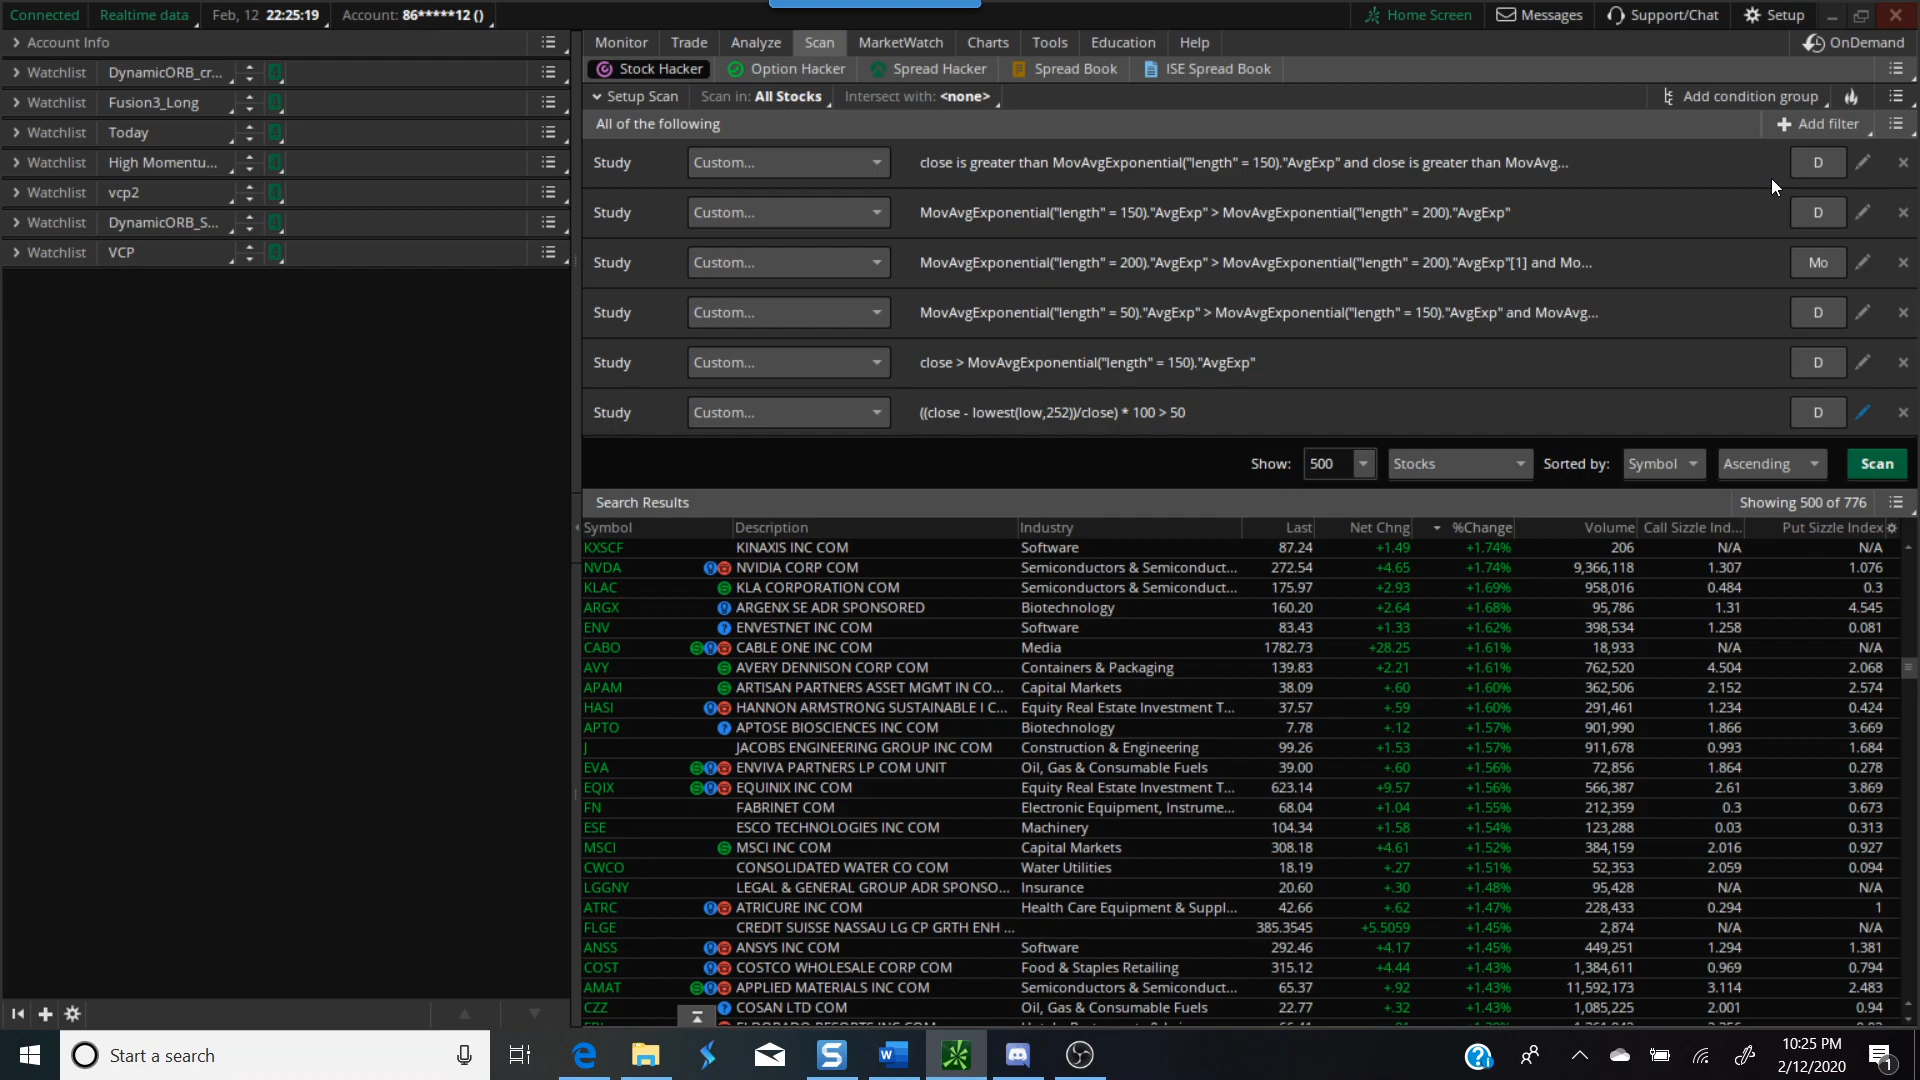 Connected Realtime data Feb, 12 22:25:19 Account: 86*****12 () Home Screen Messages Support/Chat Setup
Account Info
Watchlist DynamicORB_cr...
Watchlist Fusion3_Long
Watchlist Today
Watchlist High Momentu...
Watchlist vcp2
Watchlist DynamicORB_S...
Watchlist VCP
Monitor Trade Analyze Scan MarketWatch Charts Tools Education Help OnDemand
Stock Hacker Option Hacker Spread Hacker Spread Book ISE Spread Book
Setup Scan Scan in: All Stocks Intersect with: <none> Add condition group
All of the following Add filter
Study Custom... close is greater than MovAvgExponential("length" = 150)."AvgExp" and close is greater than MovAvg... D
Study Custom... MovAvgExponential("length" = 150)."AvgExp" > MovAvgExponential("length" = 200)."AvgExp" D
Study Custom... MovAvgExponential("length" = 200)."AvgExp" > MovAvgExponential("length" = 200)."AvgExp"[1] and Mo... Mo
Study Custom... MovAvgExponential("length" = 50)."AvgExp" > MovAvgExponential("length" = 150)."AvgExp" and MovAvg... D
Study Custom... close > MovAvgExponential("length" = 150)."AvgExp" D
Study Custom... ((close - lowest(low,252))/close) * 100 > 50 D
Show: 500 Stocks Sorted by: Symbol Ascending Scan
Search Results Showing 500 of 776
Symbol Description Industry Last Net Chng %Change Volume Call Sizzle Ind... Put Sizzle Index
KXSCF KINAXIS INC COM Software 87.24 +1.49 +1.74% 206 N/A N/A
NVDA NVIDIA CORP COM Semiconductors & Semiconduct... 272.54 +4.65 +1.74% 9,366,118 1.307 1.076
KLAC KLA CORPORATION COM Semiconductors & Semiconduct... 175.97 +2.93 +1.69% 958,016 0.484 0.3
ARGX ARGENX SE ADR SPONSORED Biotechnology 160.20 +2.64 +1.68% 95,786 1.31 4.545
ENV ENVESTNET INC COM Software 83.43 +1.33 +1.62% 398,534 1.258 0.081
CABO CABLE ONE INC COM Media 1782.73 +28.25 +1.61% 18,933 N/A N/A
AVY AVERY DENNISON CORP COM Containers & Packaging 139.83 +2.21 +1.61% 762,520 4.504 2.068
APAM ARTISAN PARTNERS ASSET MGMT IN CO... Capital Markets 38.09 +.60 +1.60% 362,506 2.152 2.574
HASI HANNON ARMSTRONG SUSTAINABLE I C... Equity Real Estate Investment T... 37.57 +.59 +1.60% 291,461 1.234 0.424
APTO APTOSE BIOSCIENCES INC COM Biotechnology 7.78 +.12 +1.57% 901,990 1.866 3.669
J JACOBS ENGINEERING GROUP INC COM Construction & Engineering 99.26 +1.53 +1.57% 911,678 0.993 1.684
EVA ENVIVA PARTNERS LP COM UNIT Oil, Gas & Consumable Fuels 39.00 +.60 +1.56% 72,856 1.864 0.278
EQIX EQUINIX INC COM Equity Real Estate Investment T... 623.14 +9.57 +1.56% 566,387 2.61 3.869
FN FABRINET COM Electronic Equipment, Instrume... 68.04 +1.04 +1.55% 212,359 0.3 0.673
ESE ESCO TECHNOLOGIES INC COM Machinery 104.34 +1.58 +1.54% 123,288 0.03 0.313
MSCI MSCI INC COM Capital Markets 308.18 +4.61 +1.52% 384,159 2.016 0.927
CWCO CONSOLIDATED WATER CO COM Water Utilities 18.19 +.27 +1.51% 52,353 2.059 0.094
LGGNY LEGAL & GENERAL GROUP ADR SPONSO... Insurance 20.60 +.30 +1.48% 95,428 N/A N/A
ATRC ATRICURE INC COM Health Care Equipment & Suppl... 42.66 +.62 +1.47% 228,433 0.294 1
FLGE CREDIT SUISSE NASSAU LG CP GRTH ENH ... 385.3545 +5.5059 +1.45% 2,874 N/A N/A
ANSS ANSYS INC COM Software 292.46 +4.17 +1.45% 449,251 1.294 1.381
COST COSTCO WHOLESALE CORP COM Food & Staples Retailing 315.12 +4.44 +1.43% 1,384,611 0.969 0.794
AMAT APPLIED MATERIALS INC COM Semiconductors & Semiconduct... 65.37 +.92 +1.43% 11,592,173 3.114 2.483
CZZ COSAN LTD COM Oil, Gas & Consumable Fuels 22.77 +.32 +1.43% 1,085,225 2.001 0.94
Start a search
10:25 PM
2/12/2020
1